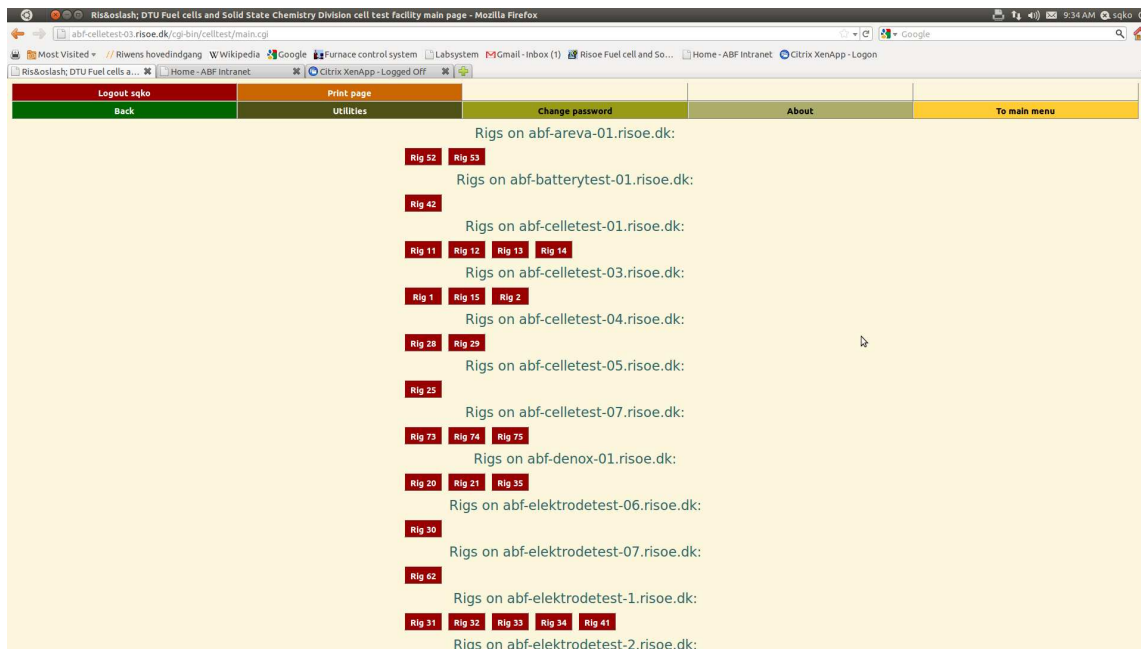 Ris&oslash; DTU Fuel cells and Solid State Chemistry Division cell test facility main page - Mozilla Firefox
9:34 AM sqko
abf-celletest-03.risoe.dk/cgi-bin/celltest/main.cgi
Google
Most Visited // Riwens hovedindgang W Wikipedia Google Furnace control system Labsystem Gmail - Inbox (1) Risoe Fuel cell and So... Home - ABF Intranet Citrix XenApp - Logon
Ris&oslash; DTU Fuel cells a... Home - ABF Intranet Citrix XenApp - Logged Off
Logout sqko Print page
Back Utilities Change password About To main menu
Rigs on abf-areva-01.risoe.dk:
Rig 52 Rig 53
Rigs on abf-batterytest-01.risoe.dk:
Rig 42
Rigs on abf-celletest-01.risoe.dk:
Rig 11 Rig 12 Rig 13 Rig 14
Rigs on abf-celletest-03.risoe.dk:
Rig 1 Rig 15 Rig 2
Rigs on abf-celletest-04.risoe.dk:
Rig 28 Rig 29
Rigs on abf-celletest-05.risoe.dk:
Rig 25
Rigs on abf-celletest-07.risoe.dk:
Rig 73 Rig 74 Rig 75
Rigs on abf-denox-01.risoe.dk:
Rig 20 Rig 21 Rig 35
Rigs on abf-elektrodetest-06.risoe.dk:
Rig 30
Rigs on abf-elektrodetest-07.risoe.dk:
Rig 62
Rigs on abf-elektrodetest-1.risoe.dk:
Rig 31 Rig 32 Rig 33 Rig 34 Rig 41
Rigs on abf-elektrodetest-2.risoe.dk: